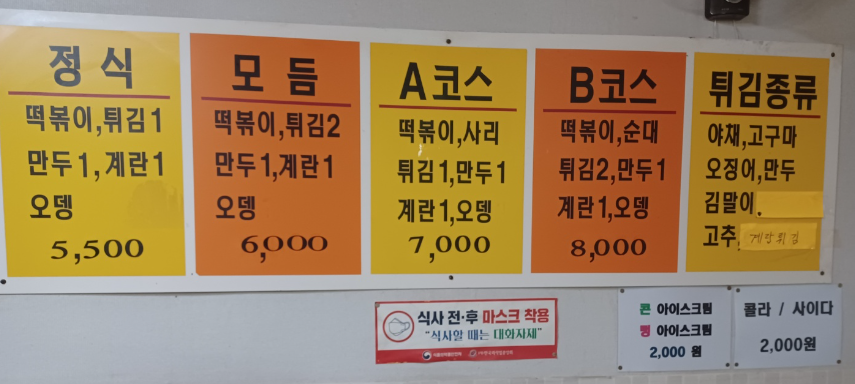 정식
떡볶이,튀김1
만두1,계란1
오뎅
5,500
모듬
떡볶이,튀김2
만두1,계란1
오뎅
6,000
A코스
떡볶이,사리
튀김1,만두1
계란1,오뎅
7,000
B코스
떡볶이,순대
튀김2,만두1
계란1,오뎅
8,000
튀김종류
야채,고구마
오징어,만두
김말이,
고추, 계란튀김
식사 전·후 마스크 착용
"식사할 때는 대화자제"
콘 아이스크림
빵 아이스크림
2,000 원
콜라 / 사이다
2,000원